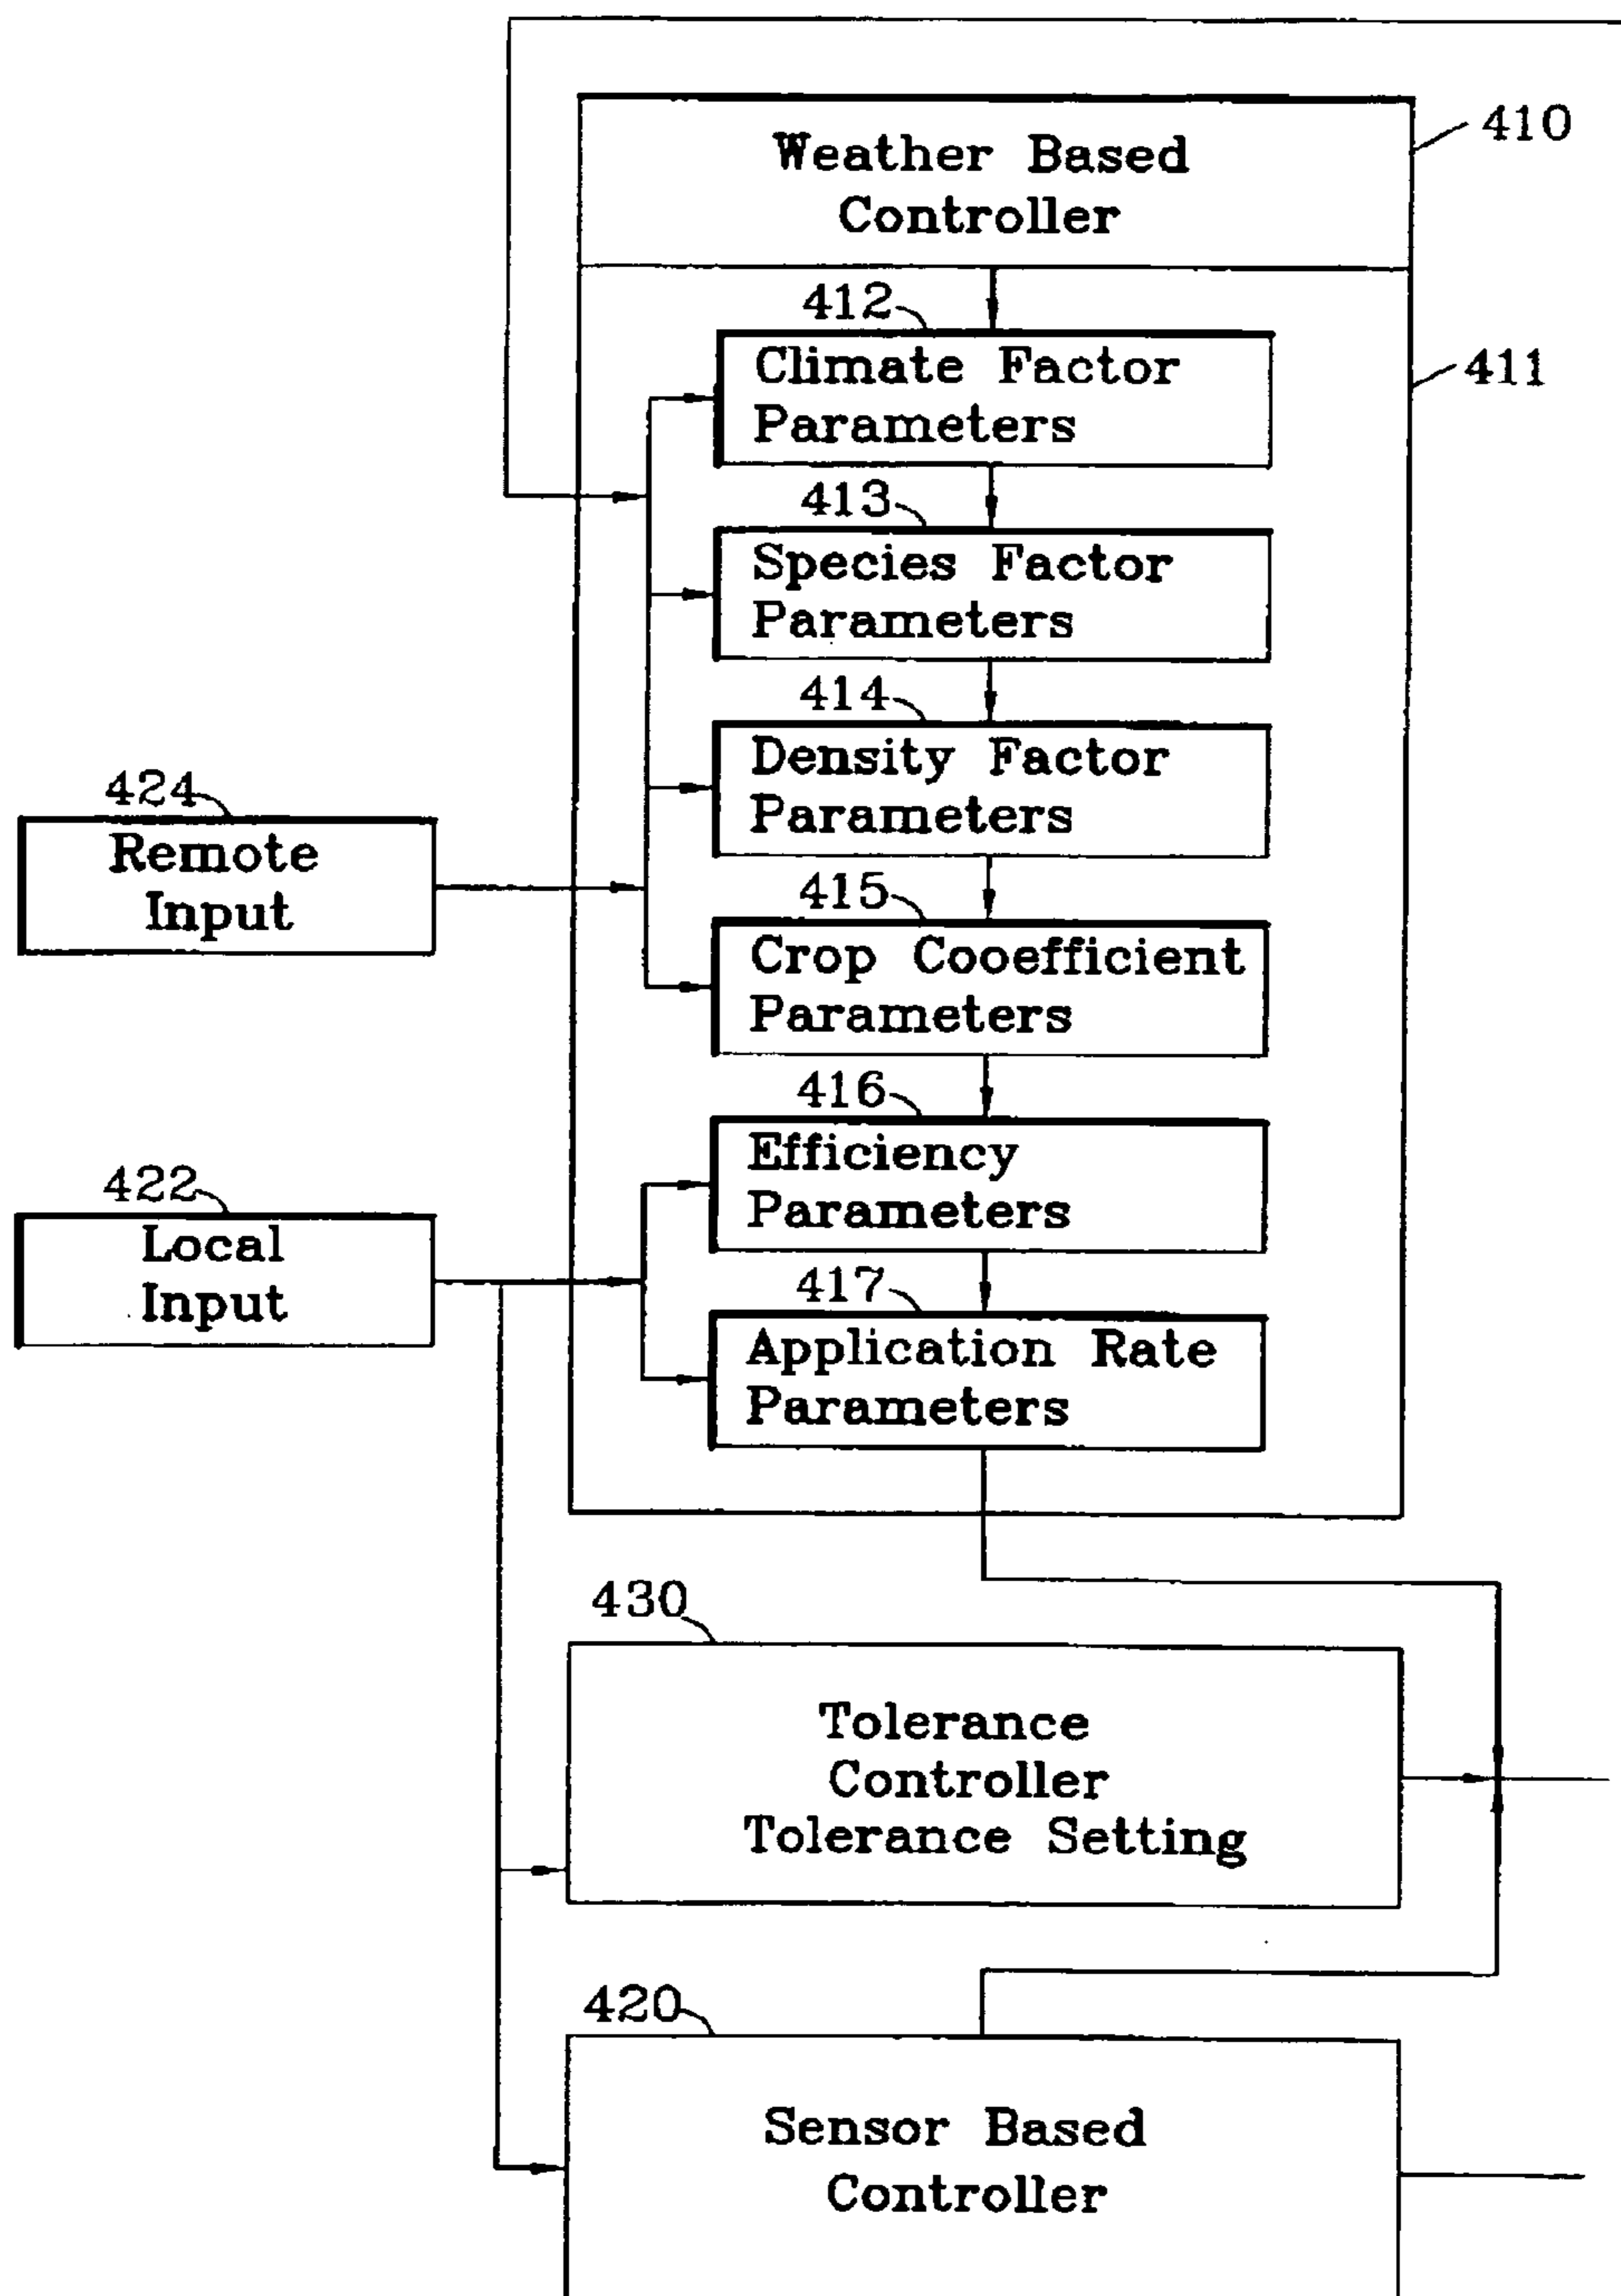 Weather Based
Controller
410
411
412
Climate Factor
Parameters
413
Species Factor
Parameters
414
Density Factor
Parameters
424
Remote
Input
415
Crop Cooefficient
Parameters
416
Efficiency
Parameters
422
Local
Input
417
Application Rate
Parameters
430
Tolerance
Controller
Tolerance Setting
420
Sensor Based
Controller